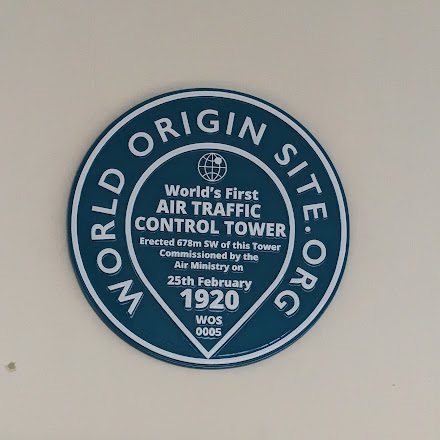 WORLD ORIGIN SITE.ORG
World's First
AIR TRAFFIC
CONTROL TOWER
Erected 678m SW of this Tower
Commissioned by the
Air Ministry on
25th February
1920
WOS
0005